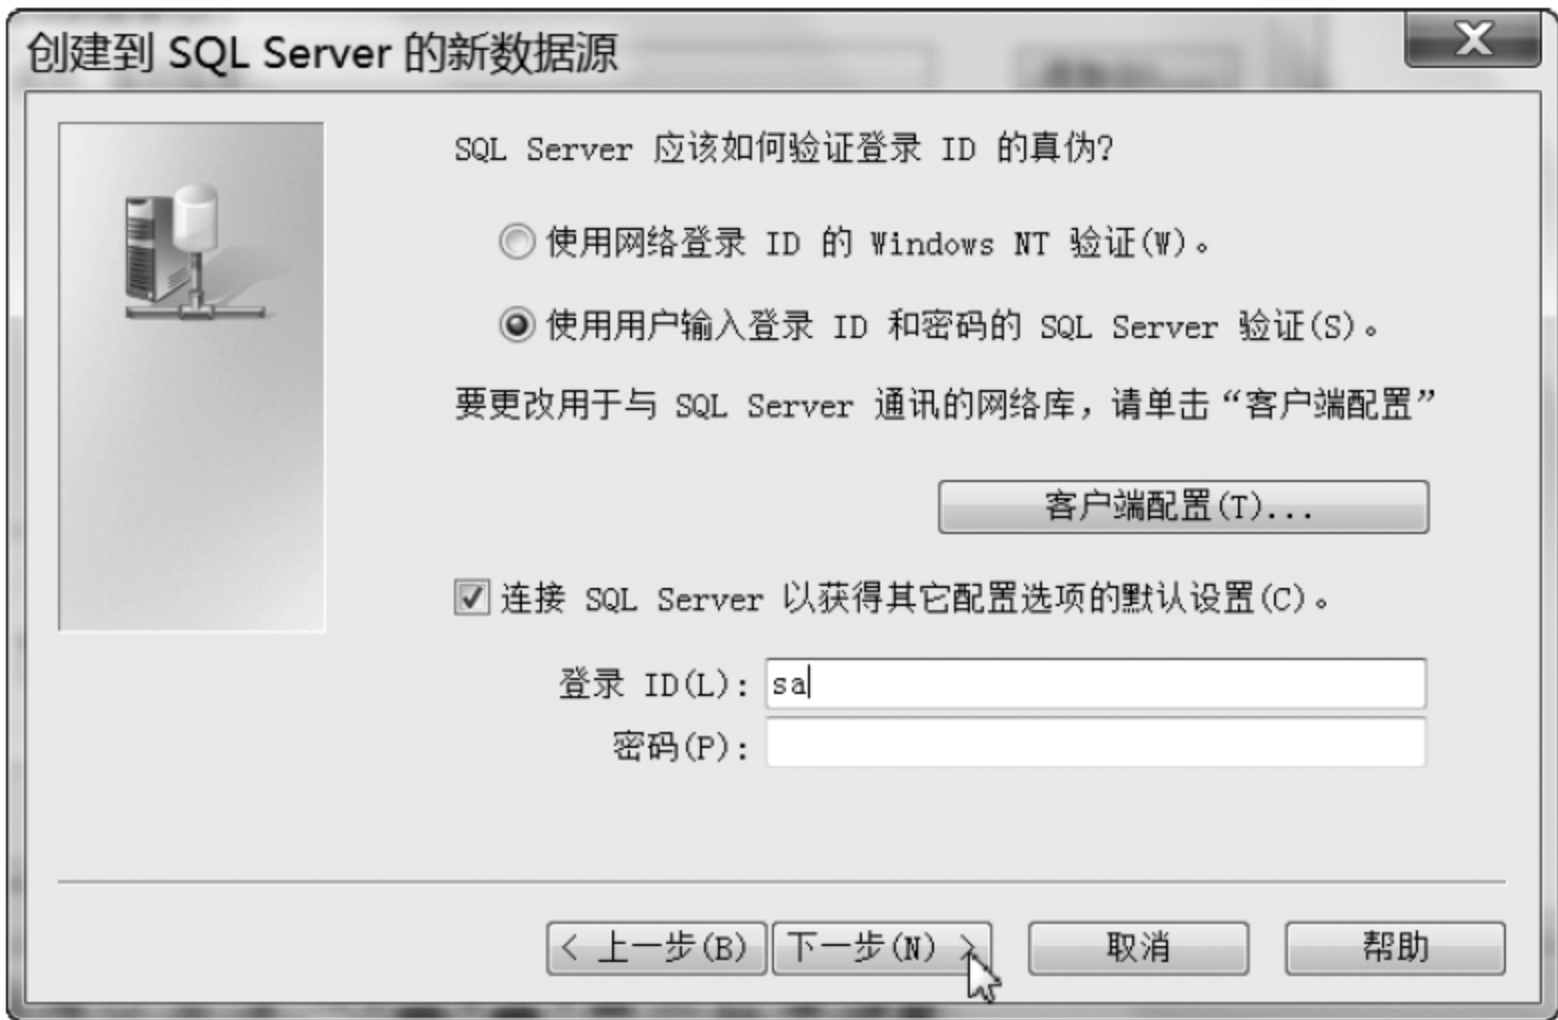 创建到 SQL Server 的新数据源
SQL Server 应该如何验证登录 ID 的真伪?
使用网络登录 ID 的 Windows NT 验证(W)。
使用用户输入登录 ID 和密码的 SQL Server 验证(S)。
要更改用于与 SQL Server 通讯的网络库，请单击“客户端配置”
客户端配置(T)...
连接 SQL Server 以获得其它配置选项的默认设置(C)。
登录 ID(L): sa
密码(P):
< 上一步(B) 下一步(N) > 取消 帮助